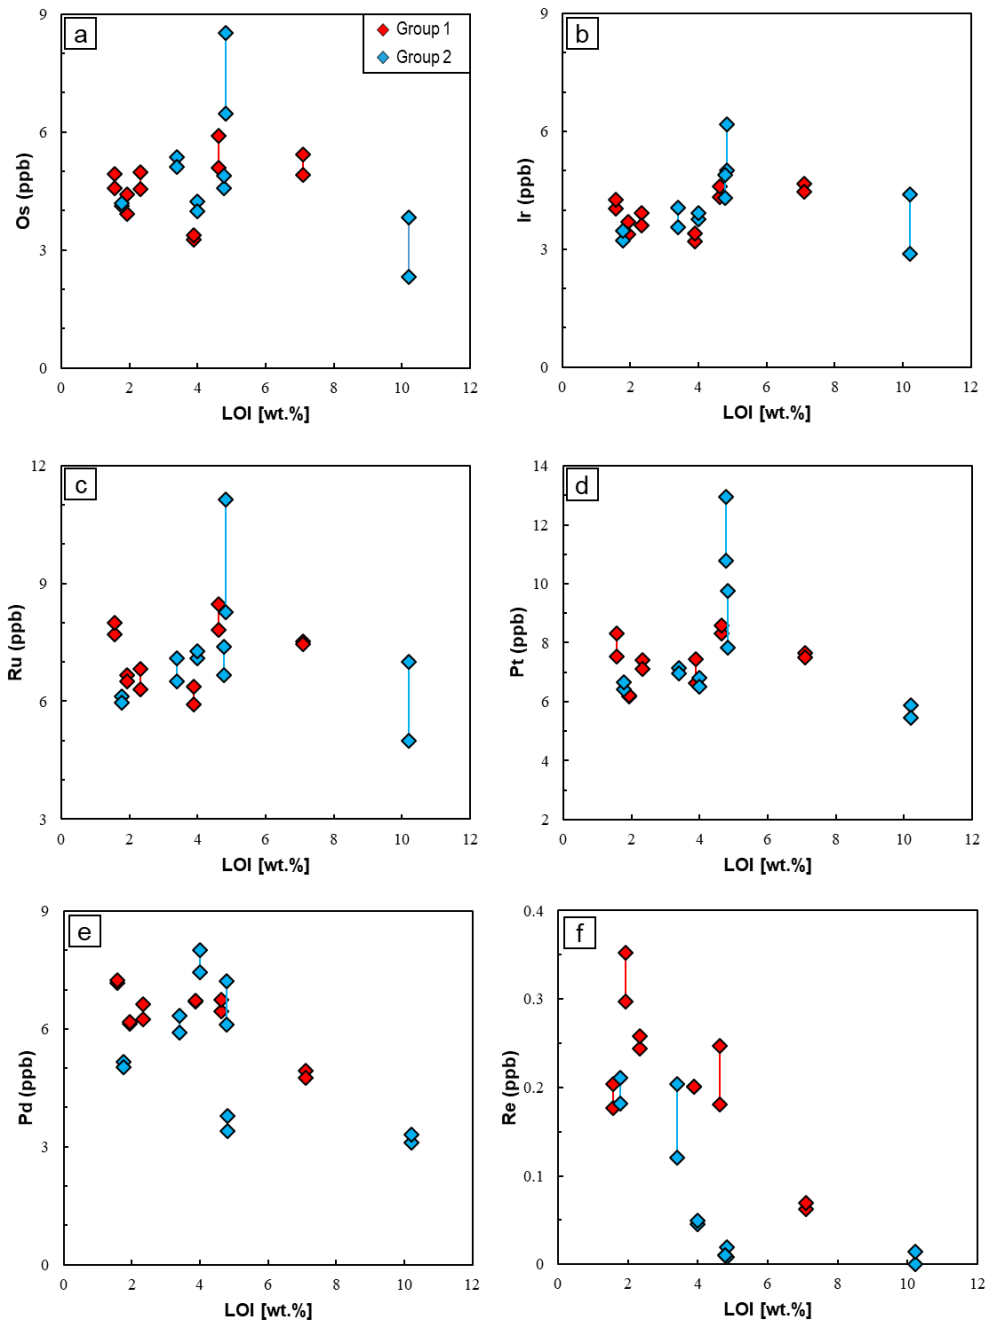 a
Group 1
Group 2
9
6
3
0
Os (ppb)
0 2 4 6 8 10 12
LOI [wt.%]
b
9
6
3
0
Ir (ppb)
0 2 4 6 8 10 12
LOI [wt.%]
c
12
9
6
3
Ru (ppb)
0 2 4 6 8 10 12
LOI [wt.%]
d
14
12
10
8
6
4
2
Pt (ppb)
0 2 4 6 8 10 12
LOI [wt.%]
e
9
6
3
0
Pd (ppb)
0 2 4 6 8 10 12
LOI [wt.%]
f
0.4
0.3
0.2
0.1
0
Re (ppb)
0 2 4 6 8 10 12
LOI [wt.%]